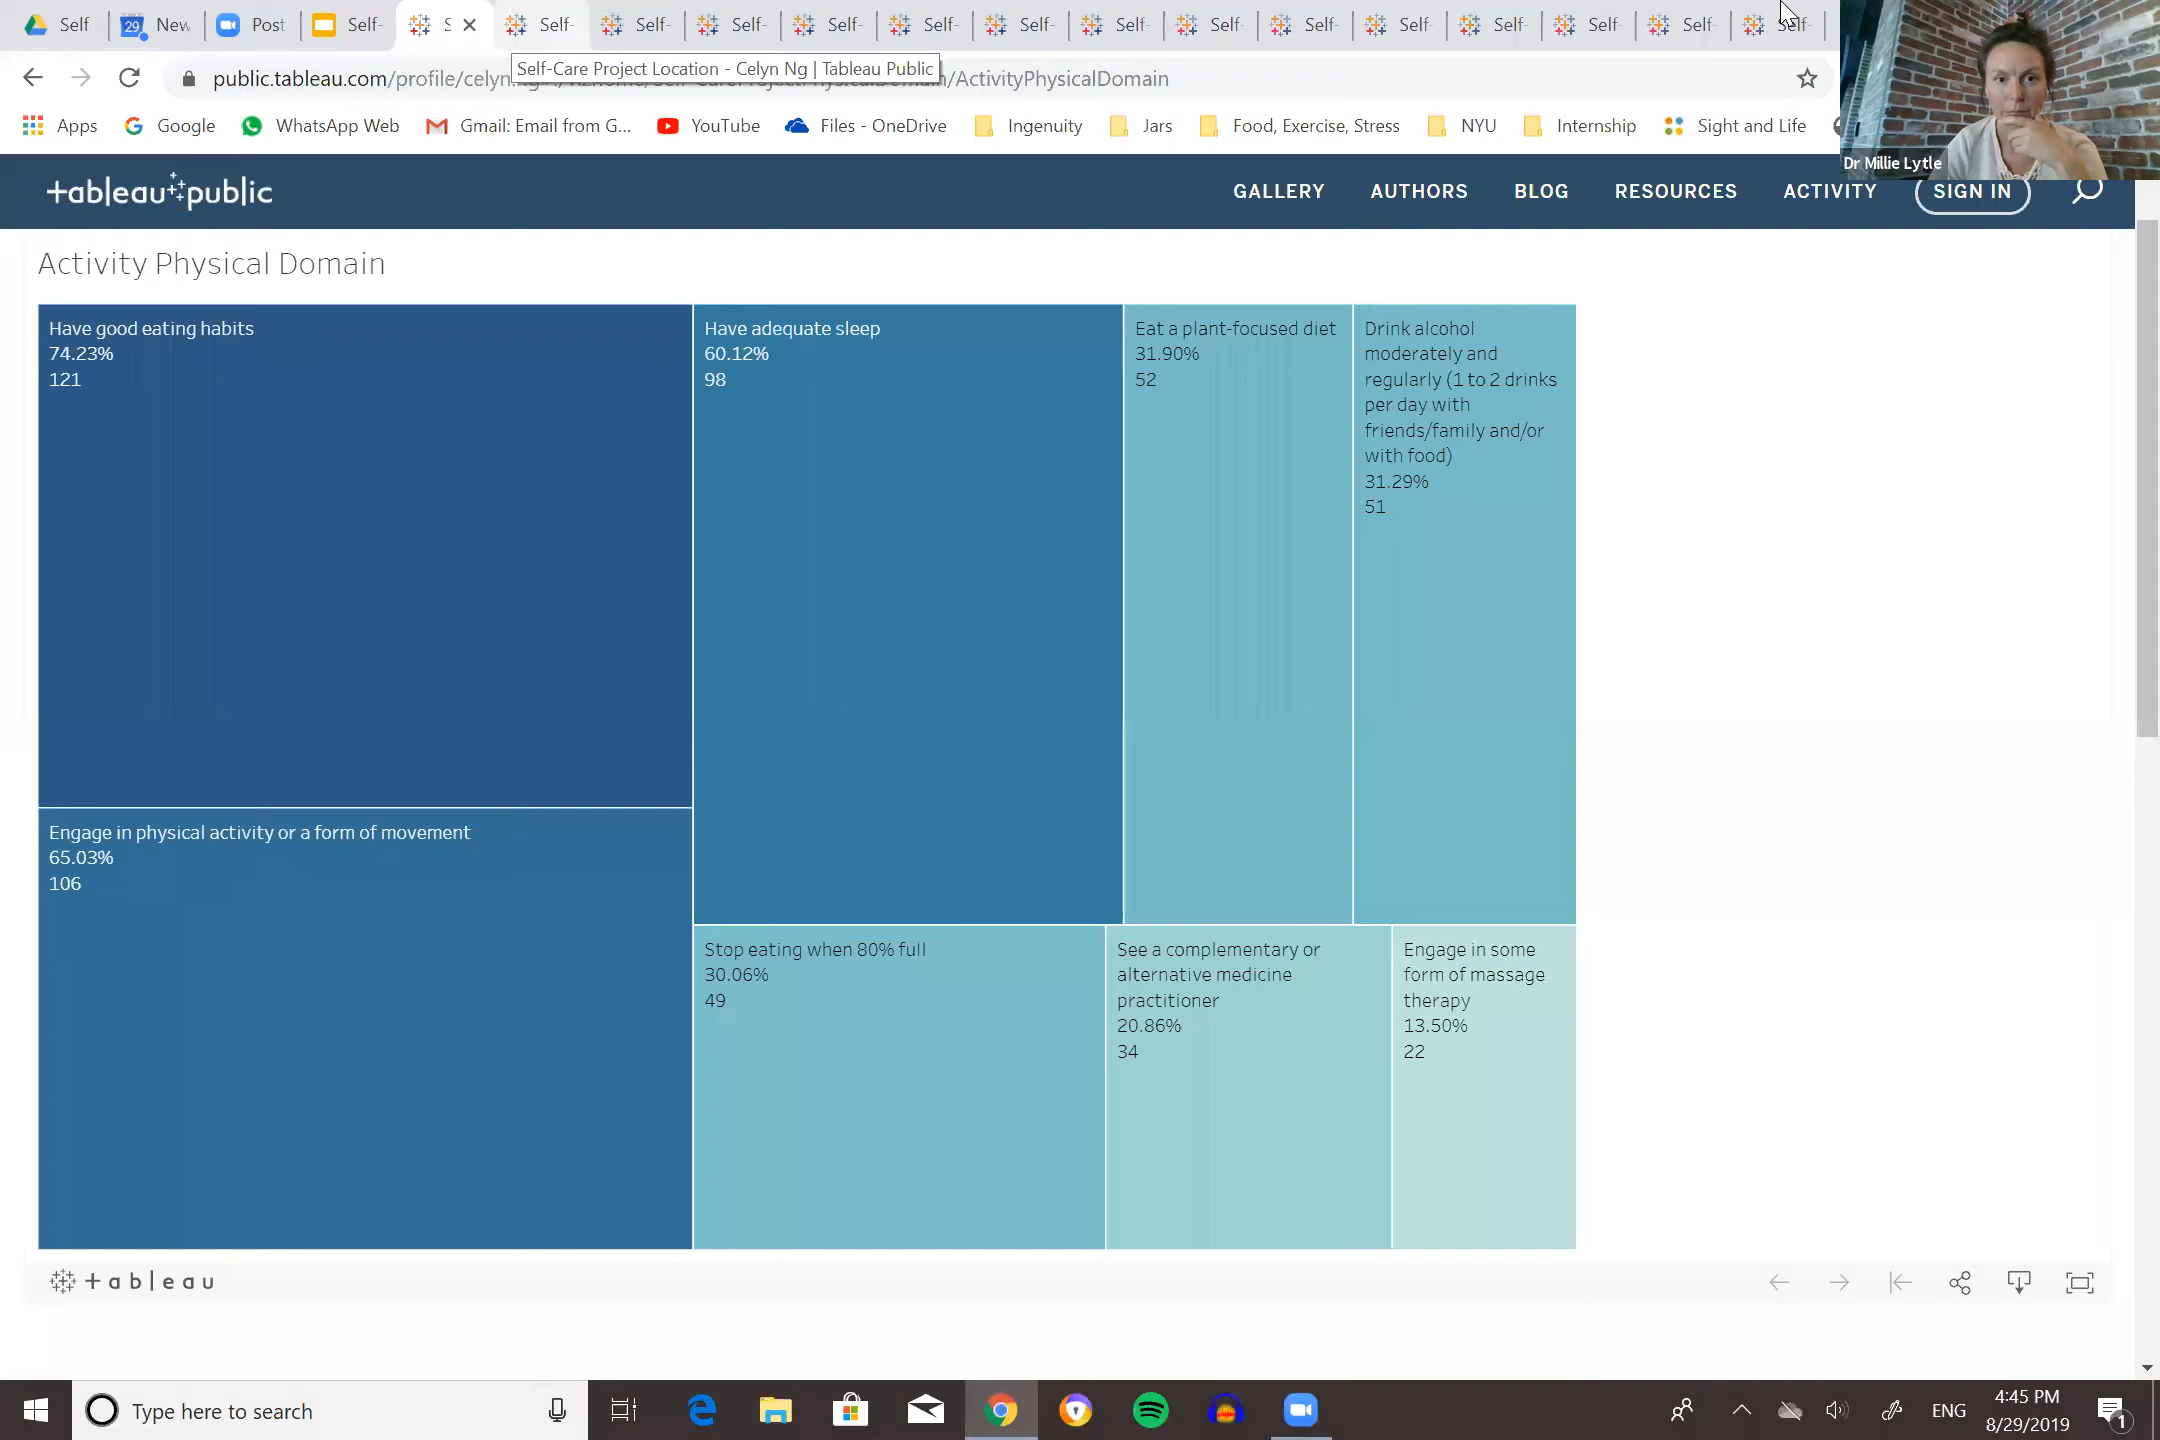 Self
29
New
Post
Self-
S
Self-
Self-
Self-
Self-
Self-
Self-
Self-
Self-
Self-
Self-
Self-
Self-
Self-
Self-
Self-Care Project Location - Celyn Ng | Tableau Public
Dr Millie Lytle
Apps
Google
WhatsApp Web
Gmail: Email from G...
YouTube
Files - OneDrive
Ingenuity
Jars
Food, Exercise, Stress
NYU
Internship
Sight and Life
tableau public
GALLERY
AUTHORS
BLOG
RESOURCES
ACTIVITY
SIGN IN
Activity Physical Domain
Have good eating habits
74.23%
121
Engage in physical activity or a form of movement
65.03%
106
Have adequate sleep
60.12%
98
Eat a plant-focused diet
31.90%
52
Drink alcohol
moderately and
regularly (1 to 2 drinks
per day with
friends/family and/or
with food)
31.29%
51
Stop eating when 80% full
30.06%
49
See a complementary or
alternative medicine
practitioner
20.86%
34
Engage in some
form of massage
therapy
13.50%
22
tableau
Type here to search
ENG
4:45 PM
8/29/2019
1